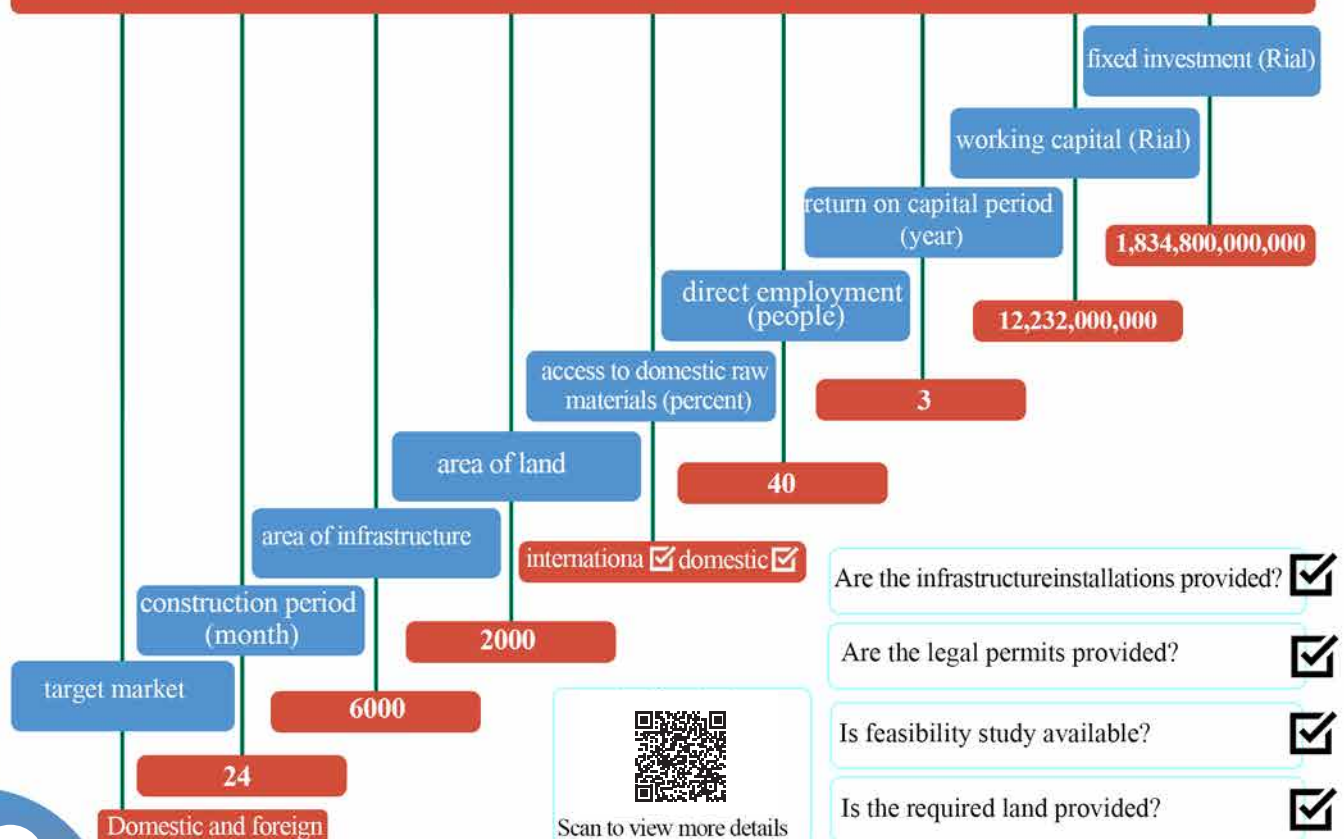 fixed investment (Rial)
1,834,800,000,000
working capital (Rial)
12,232,000,000
return on capital period
(year)
3
direct employment
(people)
40
access to domestic raw
materials (percent)
internationa domestic
area of land
2000
area of infrastructure
6000
construction period
(month)
24
target market
Domestic and foreign
Scan to view more details
Are the infrastructureinstallations provided?
Are the legal permits provided?
Is feasibility study available?
Is the required land provided?